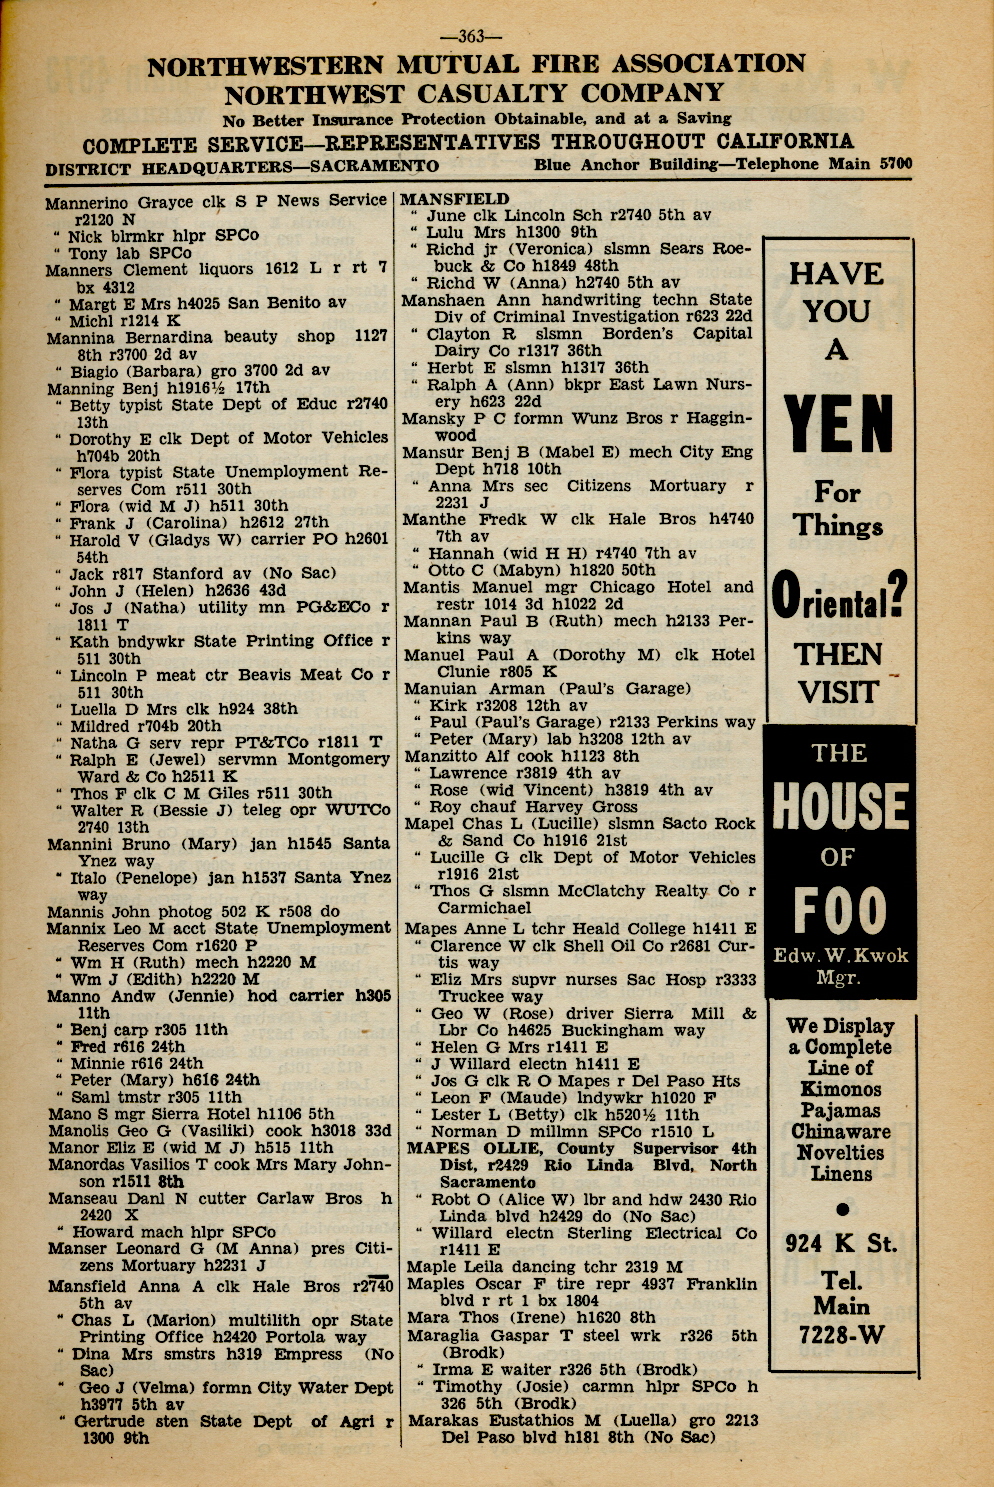 —363—
NORTHWESTERN MUTUAL FIRE ASSOCIATION
NORTHWEST CASUALTY COMPANY
No Better Insurance Protection Obtainable, and at a Saving
COMPLETE SERVICE—REPRESENTATIVES THROUGHOUT CALIFORNIA
DISTRICT HEADQUARTERS—SACRAMENTO Blue Anchor Building—Telephone Main 5700
Mannerino Grayce clk S P News Service
r2120 N
" Nick blrmkr hlpr SPCo
" Tony lab SPCo
Manners Clement liquors 1612 L r rt 7
bx 4312
" Margt E Mrs h4025 San Benito av
" Michl r1214 K
Mannina Bernardina beauty shop 1127
8th r3700 2d av
" Biagio (Barbara) gro 3700 2d av
Manning Benj h1916½ 17th
" Betty typist State Dept of Educ r2740
13th
" Dorothy E clk Dept of Motor Vehicles
h704b 20th
" Flora typist State Unemployment Re-
serves Com r511 30th
" Flora (wid M J) h511 30th
" Frank J (Carolina) h2612 27th
" Harold V (Gladys W) carrier PO h2601
54th
" Jack r817 Stanford av (No Sac)
" John J (Helen) h2636 43d
" Jos J (Natha) utility mn PG&ECo r
1811 T
" Kath bndywkr State Printing Office r
511 30th
" Lincoln P meat ctr Beavis Meat Co r
511 30th
" Luella D Mrs clk h924 38th
" Mildred r704b 20th
" Natha G serv repr PT&TCo r1811 T
" Ralph E (Jewel) servmn Montgomery
Ward & Co h2511 K
" Thos F clk C M Giles r511 30th
" Walter R (Bessie J) teleg opr WUTCo
2740 13th
Mannini Bruno (Mary) jan h1545 Santa
Ynez way
" Italo (Penelope) jan h1537 Santa Ynez
way
Mannis John photog 502 K r508 do
Mannix Leo M acct State Unemployment
Reserves Com r1620 P
" Wm H (Ruth) mech h2220 M
" Wm J (Edith) h2220 M
Manno Andw (Jennie) hod carrier h305
11th
" Benj carp r305 11th
" Fred r616 24th
" Minnie r616 24th
" Peter (Mary) h616 24th
" Saml tmstr r305 11th
Mano S mgr Sierra Hotel h1106 5th
Manolis Geo G (Vasiliki) cook h3018 33d
Manor Eliz E (wid M J) h515 11th
Manordas Vasilios T cook Mrs Mary John-
son r1511 8th
Manseau Danl N cutter Carlaw Bros h
2420 X
" Howard mach hlpr SPCo
Manser Leonard G (M Anna) pres Citi-
zens Mortuary h2231 J
Mansfield Anna A clk Hale Bros r2740
5th av
" Chas L (Marion) multilith opr State
Printing Office h2420 Portola way
" Dina Mrs smstrs h319 Empress (No
Sac)
" Geo J (Velma) formn City Water Dept
h3977 5th av
" Gertrude sten State Dept of Agri r
1300 9th
MANSFIELD
" June clk Lincoln Sch r2740 5th av
" Lulu Mrs h1300 9th
" Richd jr (Veronica) slsmn Sears Roe-
buck & Co h1849 48th
" Richd W (Anna) h2740 5th av
Manshaen Ann handwriting techn State
Div of Criminal Investigation r623 22d
" Clayton R slsmn Borden's Capital
Dairy Co r1317 36th
" Herbt E slsmn h1317 36th
" Ralph A (Ann) bkpr East Lawn Nurs-
ery h623 22d
Mansky P C formn Wunz Bros r Haggin-
wood
Mansur Benj B (Mabel E) mech City Eng
Dept h718 10th
" Anna Mrs sec Citizens Mortuary r
2231 J
Manthe Fredk W clk Hale Bros h4740
7th av
" Hannah (wid H H) r4740 7th av
" Otto C (Mabyn) h1820 50th
Mantis Manuel mgr Chicago Hotel and
restr 1014 3d h1022 2d
Mannan Paul B (Ruth) mech h2133 Per-
kins way
Manuel Paul A (Dorothy M) clk Hotel
Clunie r805 K
Manuian Arman (Paul's Garage)
" Kirk r3208 12th av
" Paul (Paul's Garage) r2133 Perkins way
" Peter (Mary) lab h3208 12th av
Manzitto Alf cook h1123 8th
" Lawrence r3819 4th av
" Rose (wid Vincent) h3819 4th av
" Roy chauf Harvey Gross
Mapel Chas L (Lucille) slsmn Sacto Rock
& Sand Co h1916 21st
" Lucille G clk Dept of Motor Vehicles
r1916 21st
" Thos G slsmn McClatchy Realty Co r
Carmichael
Mapes Anne L tchr Heald College h1411 E
" Clarence W clk Shell Oil Co r2681 Cur-
tis way
" Eliz Mrs supvr nurses Sac Hosp r3333
Truckee way
" Geo W (Rose) driver Sierra Mill &
Lbr Co h4625 Buckingham way
" Helen G Mrs r1411 E
" J Willard electn h1411 E
" Jos G clk R O Mapes r Del Paso Hts
" Leon F (Maude) lndywkr h1020 F
" Lester L (Betty) clk h520½ 11th
" Norman D millmn SPCo r1510 L
MAPES OLLIE, County Supervisor 4th
Dist, r2429 Rio Linda Blvd, North
Sacramento
" Robt O (Alice W) lbr and hdw 2430 Rio
Linda blvd h2429 do (No Sac)
" Willard electn Sterling Electrical Co
r1411 E
Maple Leila dancing tchr 2319 M
Maples Oscar F tire repr 4937 Franklin
blvd r rt 1 bx 1804
Mara Thos (Irene) h1620 8th
Maraglia Gaspar T steel wrk r326 5th
(Brodk)
" Irma E waiter r326 5th (Brodk)
" Timothy (Josie) carmn hlpr SPCo h
326 5th (Brodk)
Marakas Eustathios M (Luella) gro 2213
Del Paso blvd h181 8th (No Sac)
HAVE
YOU
A
YEN
For
Things
Oriental?
THEN
VISIT
THE
HOUSE
OF
FOO
Edw. W. Kwok
Mgr.
We Display
a Complete
Line of
Kimonos
Pajamas
Chinaware
Novelties
Linens
●
924 K St.
Tel.
Main
7228-W